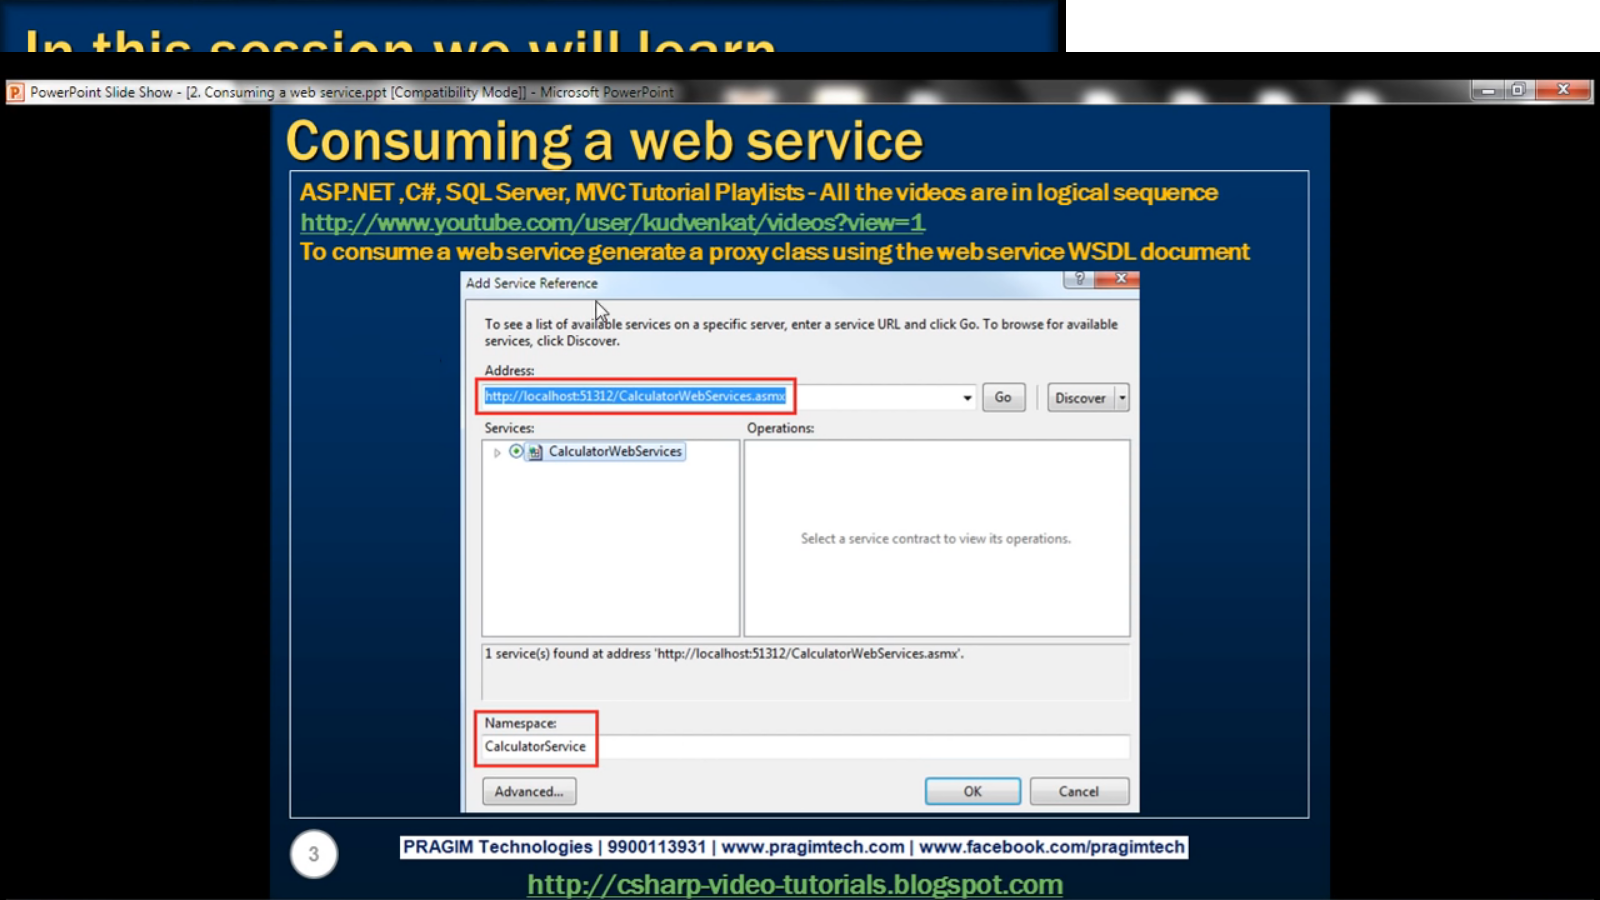 In this session we will learn
PowerPoint Slide Show - [2. Consuming a web service.ppt [Compatibility Mode]] - Microsoft PowerPoint
Consuming a web service
ASP.NET ,C#, SQL Server, MVC Tutorial Playlists - All the videos are in logical sequence
http://www.youtube.com/user/kudvenkat/videos?view=1
To consume a web service generate a proxy class using the web service WSDL document
Add Service Reference
To see a list of available services on a specific server, enter a service URL and click Go. To browse for available
services, click Discover.
Address:
http://localhost:51312/CalculatorWebServices.asmx
Go
Discover
Services:
Operations:
CalculatorWebServices
Select a service contract to view its operations.
1 service(s) found at address 'http://localhost:51312/CalculatorWebServices.asmx'.
Namespace:
CalculatorService
Advanced...
OK
Cancel
3
PRAGIM Technologies | 9900113931 | www.pragimtech.com | www.facebook.com/pragimtech
http://csharp-video-tutorials.blogspot.com